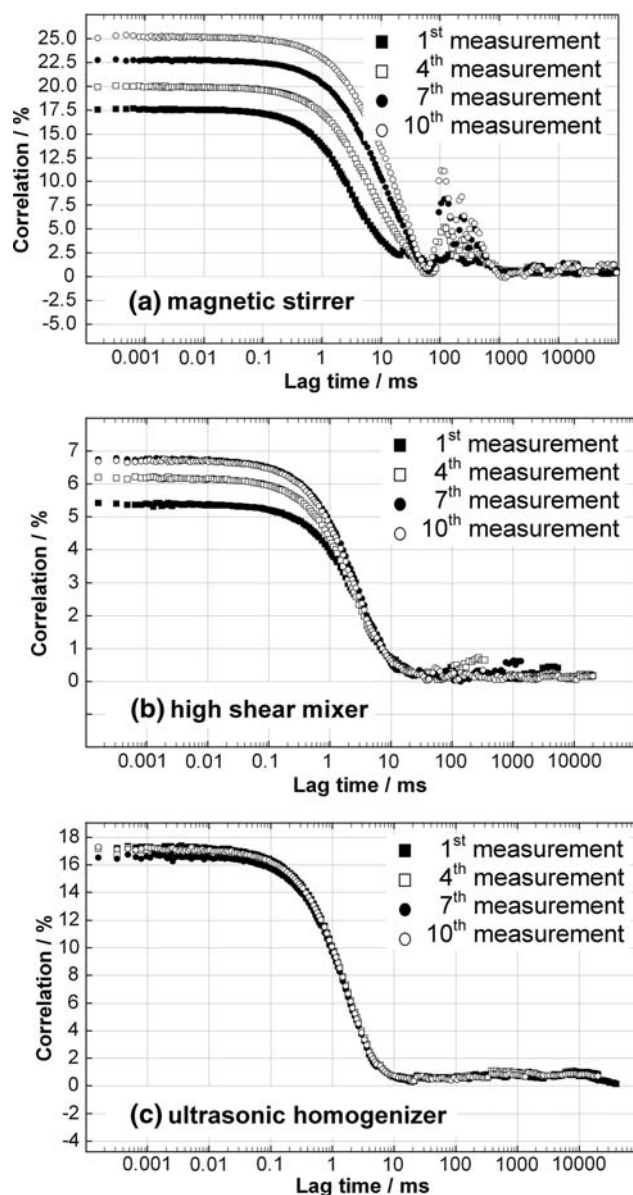 25.0
22.5
20.0
17.5
15.0
12.5
10.0
7.5
5.0
2.5
0
-2.5
-5.0
Correlation / %
1st measurement
4th measurement
7th measurement
10th measurement
(a) magnetic stirrer
0.001 0.01 0.1 1 10 100 1000 10000
Lag time / ms
7
6
5
4
3
2
1
0
Correlation / %
1st measurement
4th measurement
7th measurement
10th measurement
(b) high shear mixer
0.001 0.01 0.1 1 10 100 1000 10000
Lag time / ms
18
16
14
12
10
8
6
4
2
0
-2
-4
Correlation / %
1st measurement
4th measurement
7th measurement
10th measurement
(c) ultrasonic homogenizer
0.001 0.01 0.1 1 10 100 1000 10000
Lag time / ms